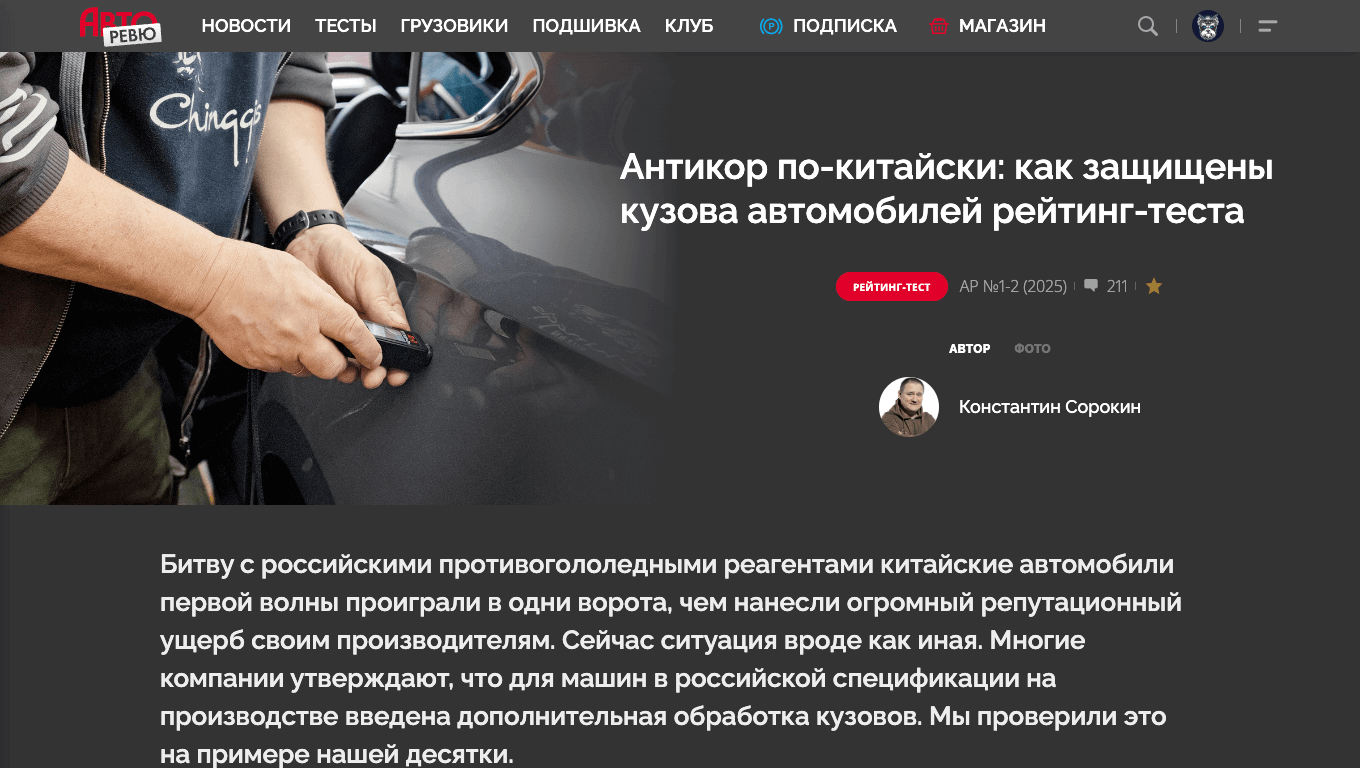 АВТО
РЕВЮ
НОВОСТИ ТЕСТЫ ГРУЗОВИКИ ПОДШИВКА КЛУБ ПОДПИСКА МАГАЗИН
Антикор по-китайски: как защищены
кузова автомобилей рейтинг-теста
РЕЙТИНГ-ТЕСТ АР №1-2 (2025) 211
АВТОР ФОТО
Константин Сорокин
Битву с российскими противогололедными реагентами китайские автомобили
первой волны проиграли в одни ворота, чем нанесли огромный репутационный
ущерб своим производителям. Сейчас ситуация вроде как иная. Многие
компании утверждают, что для машин в российской спецификации на
производстве введена дополнительная обработка кузовов. Мы проверили это
на примере нашей десятки.